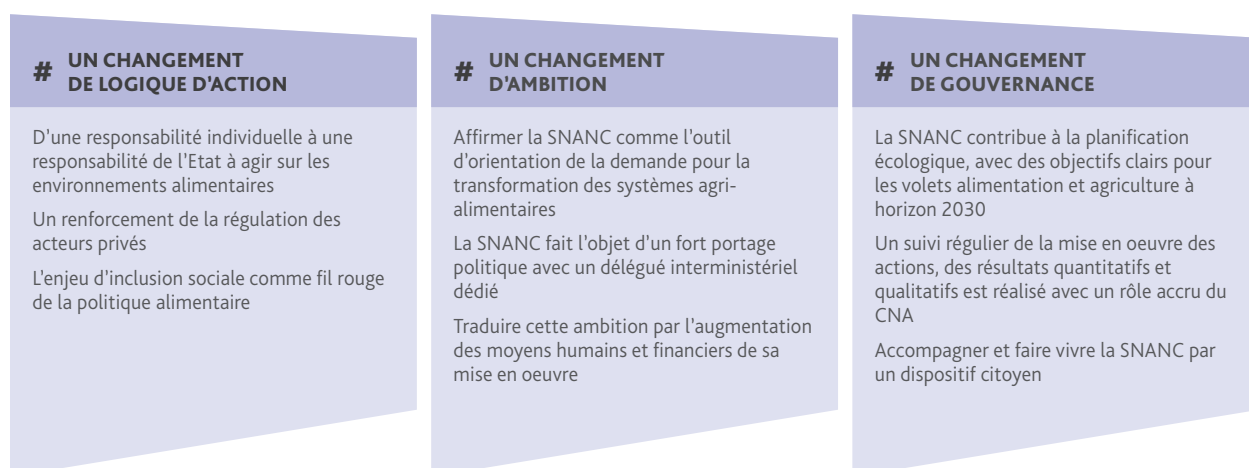 # UN CHANGEMENT
DE LOGIQUE D'ACTION
D'une responsabilité individuelle à une
responsabilité de l'Etat à agir sur les
environnements alimentaires
Un renforcement de la régulation des
acteurs privés
L'enjeu d'inclusion sociale comme fil rouge
de la politique alimentaire
# UN CHANGEMENT
D'AMBITION
Affirmer la SNANC comme l'outil
d'orientation de la demande pour la
transformation des systèmes agri-
alimentaires
La SNANC fait l'objet d'un fort portage
politique avec un délégué interministériel
dédié
Traduire cette ambition par l'augmentation
des moyens humains et financiers de sa
mise en oeuvre
# UN CHANGEMENT
DE GOUVERNANCE
La SNANC contribue à la planification
écologique, avec des objectifs clairs pour
les volets alimentation et agriculture à
horizon 2030
Un suivi régulier de la mise en oeuvre des
actions, des résultats quantitatifs et
qualitatifs est réalisé avec un rôle accru du
CNA
Accompagner et faire vivre la SNANC par
un dispositif citoyen